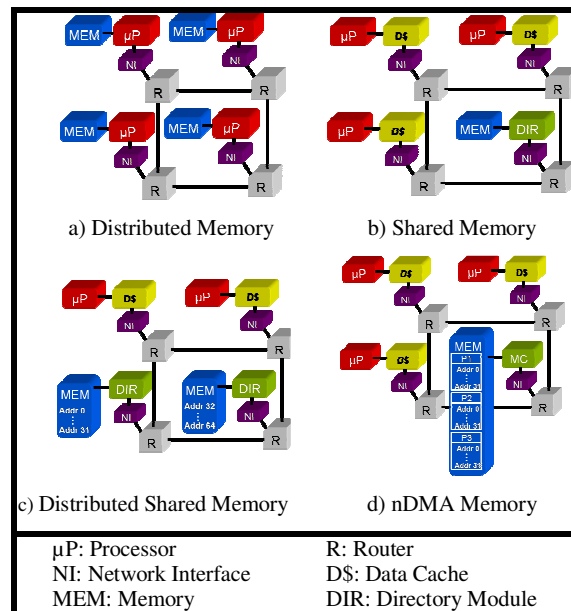 MEM µP MEM µP
NI NI
R R
MEM µP MEM µP
NI NI
R R
a) Distributed Memory
µP D$ µP D$
NI NI
R R
µP D$ MEM DIR
NI NI
R R
b) Shared Memory
µP D$ µP D$
NI NI
R R
MEM DIR MEM DIR
Addr 0
Addr 31
NI
Addr 32
Addr 64
NI
R R
c) Distributed Shared Memory
µP D$ µP D$
NI NI
R R
µP D$ MEM MC
NI NI
R R
P1
Addr 0
Addr 31
P2
Addr 0
Addr 31
P3
Addr 0
Addr 31
d) nDMA Memory
µP: Processor
R: Router
NI: Network Interface
D$: Data Cache
MEM: Memory
DIR: Directory Module